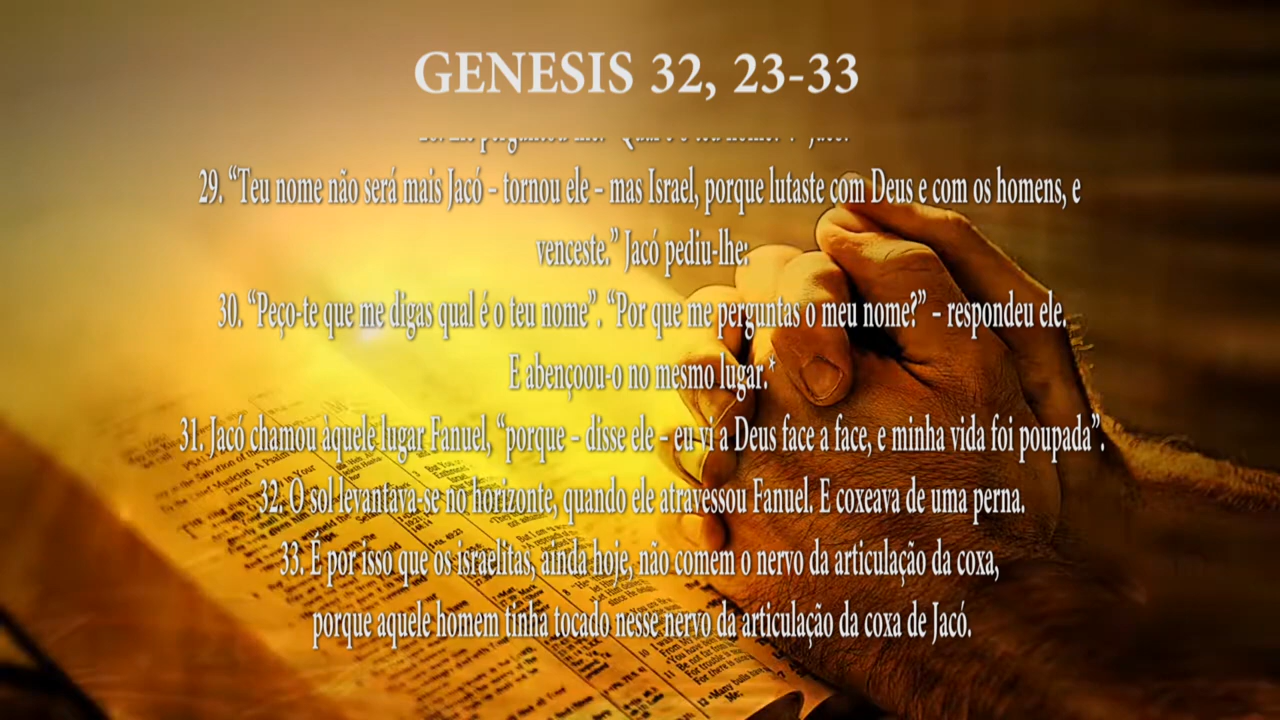 GENESIS 32, 23-33
29. “Teu nome não será mais Jacó – tornou ele – mas Israel, porque lutaste com Deus e com os homens, e
venceste.” Jacó pediu-lhe:
30. “Peço-te que me digas qual é o teu nome”. “Por que me perguntas o meu nome?” – respondeu ele.
E abençoou-o no mesmo lugar.*
31. Jacó chamou àquele lugar Fanuel, “porque – disse ele – eu vi a Deus face a face, e minha vida foi poupada”.
32. O sol levantava-se no horizonte, quando ele atravessou Fanuel. E coxeava de uma perna.
33. É por isso que os israelitas, ainda hoje, não comem o nervo da articulação da coxa,
porque aquele homem tinha tocado nesse nervo da articulação da coxa de Jacó.